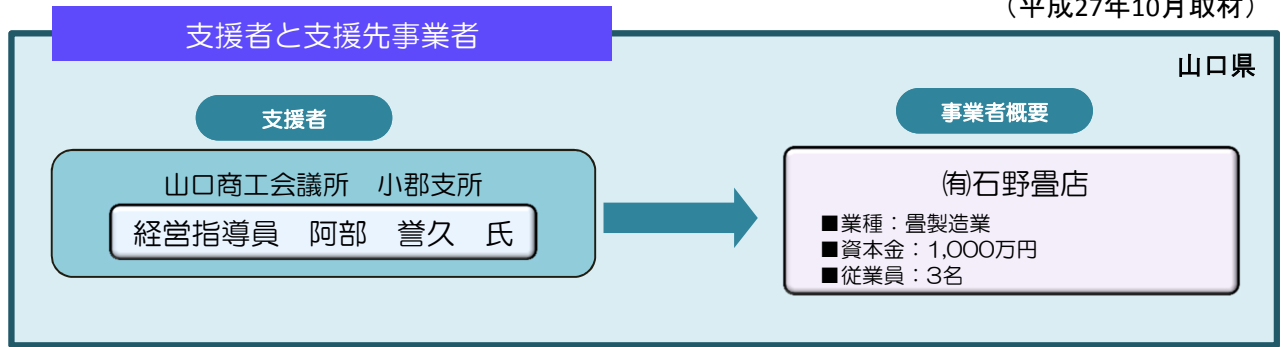 （平成27年10月取材）
支援者と支援先事業者
山口県
支援者
山口商工会議所　小郡支所
経営指導員　阿部　誉久　氏
事業者概要
㈲石野畳店
■業種：畳製造業
■資本金：1,000万円
■従業員：3名